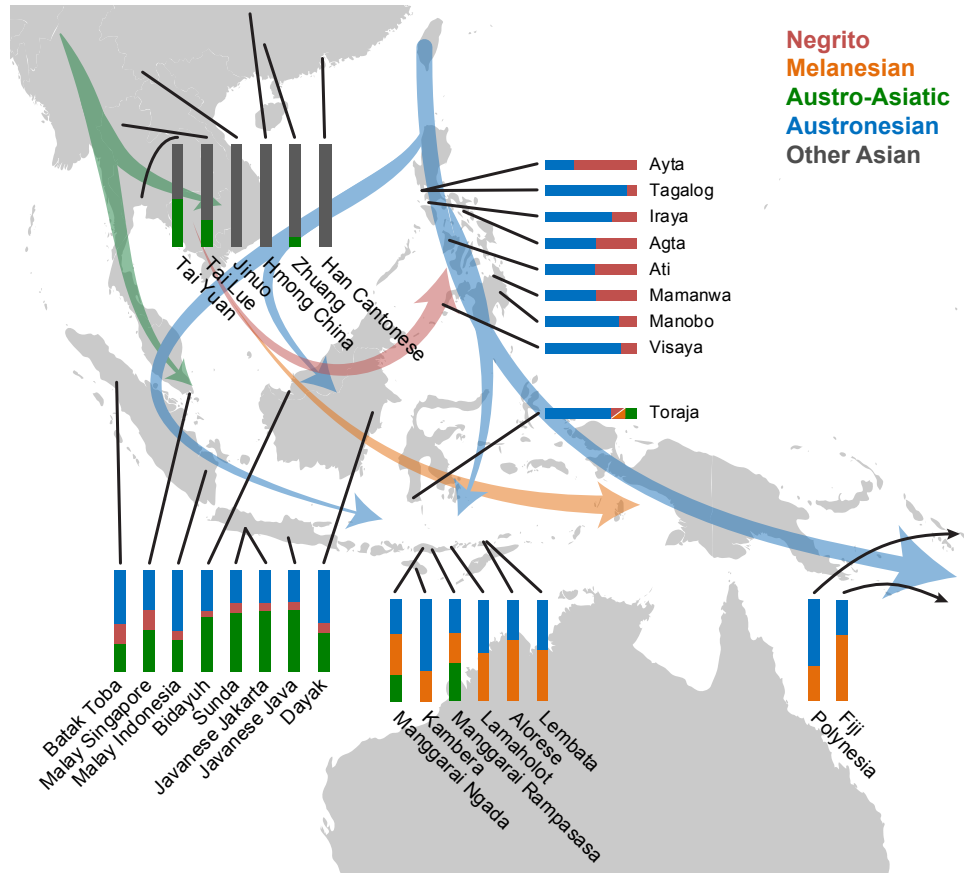 Negrito
Melanesian
Austro-Asiatic
Austronesian
Other Asian
Ayta
Tagalog
Iraya
Agta
Ati
Mamanwa
Manobo
Visaya
Toraja
Tai Yuan
Tai Lue
Jinuo
Hmong China
Zhuang
Han Cantonese
Batak Toba
Malay Singapore
Malay Indonesia
Bidayuh
Sunda
Javanese Jakarta
Javanese Java
Dayak
Manggarai Ngada
Kambera
Manggarai Rampasasa
Lamaholot
Alorese
Lembata
Polynesia
Fiji